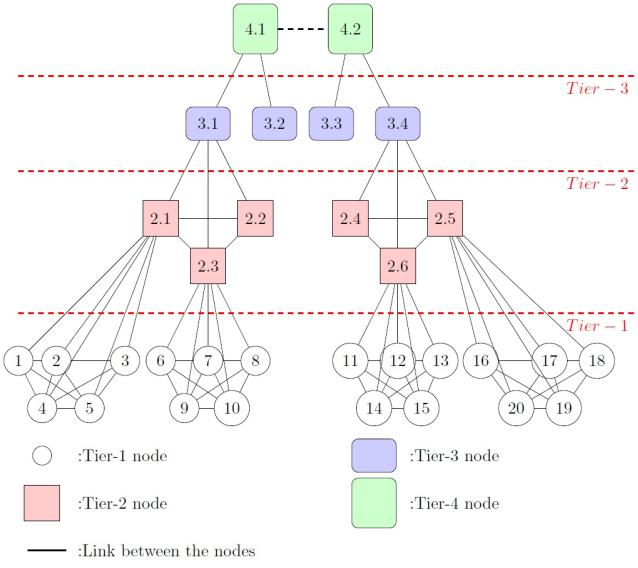 4.1 4.2
Tier − 3
3.1 3.2 3.3 3.4
Tier − 2
2.1 2.2 2.4 2.5
2.3 2.6
Tier − 1
1 2 3 6 7 8 11 12 13 16 17 18
4 5 9 10 14 15 20 19
:Tier-1 node :Tier-3 node
:Tier-2 node :Tier-4 node
:Link between the nodes